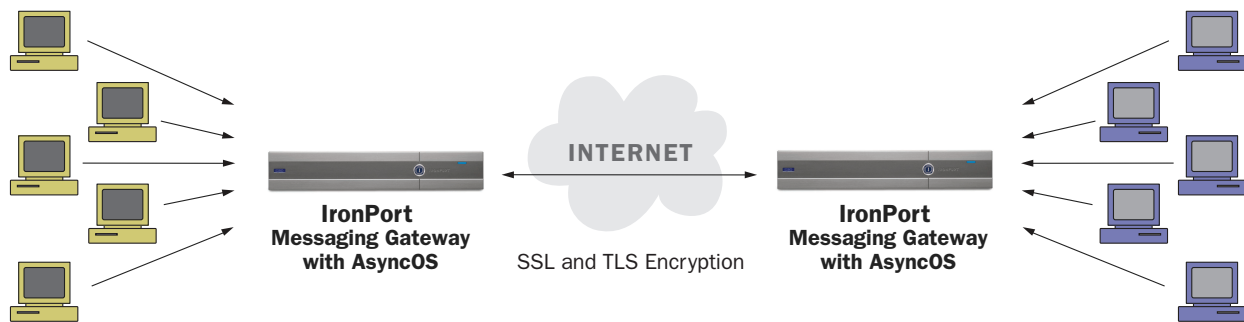 INTERNET
IronPort
Messaging Gateway
with AsyncOS
SSL and TLS Encryption
IronPort
Messaging Gateway
with AsyncOS